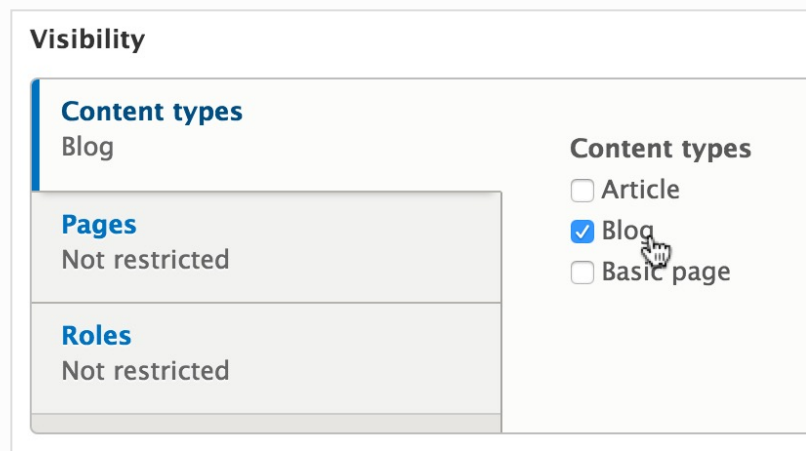 Visibility
Content types
Blog
Pages
Not restricted
Roles
Not restricted
Content types
Article
Blog
Basic page